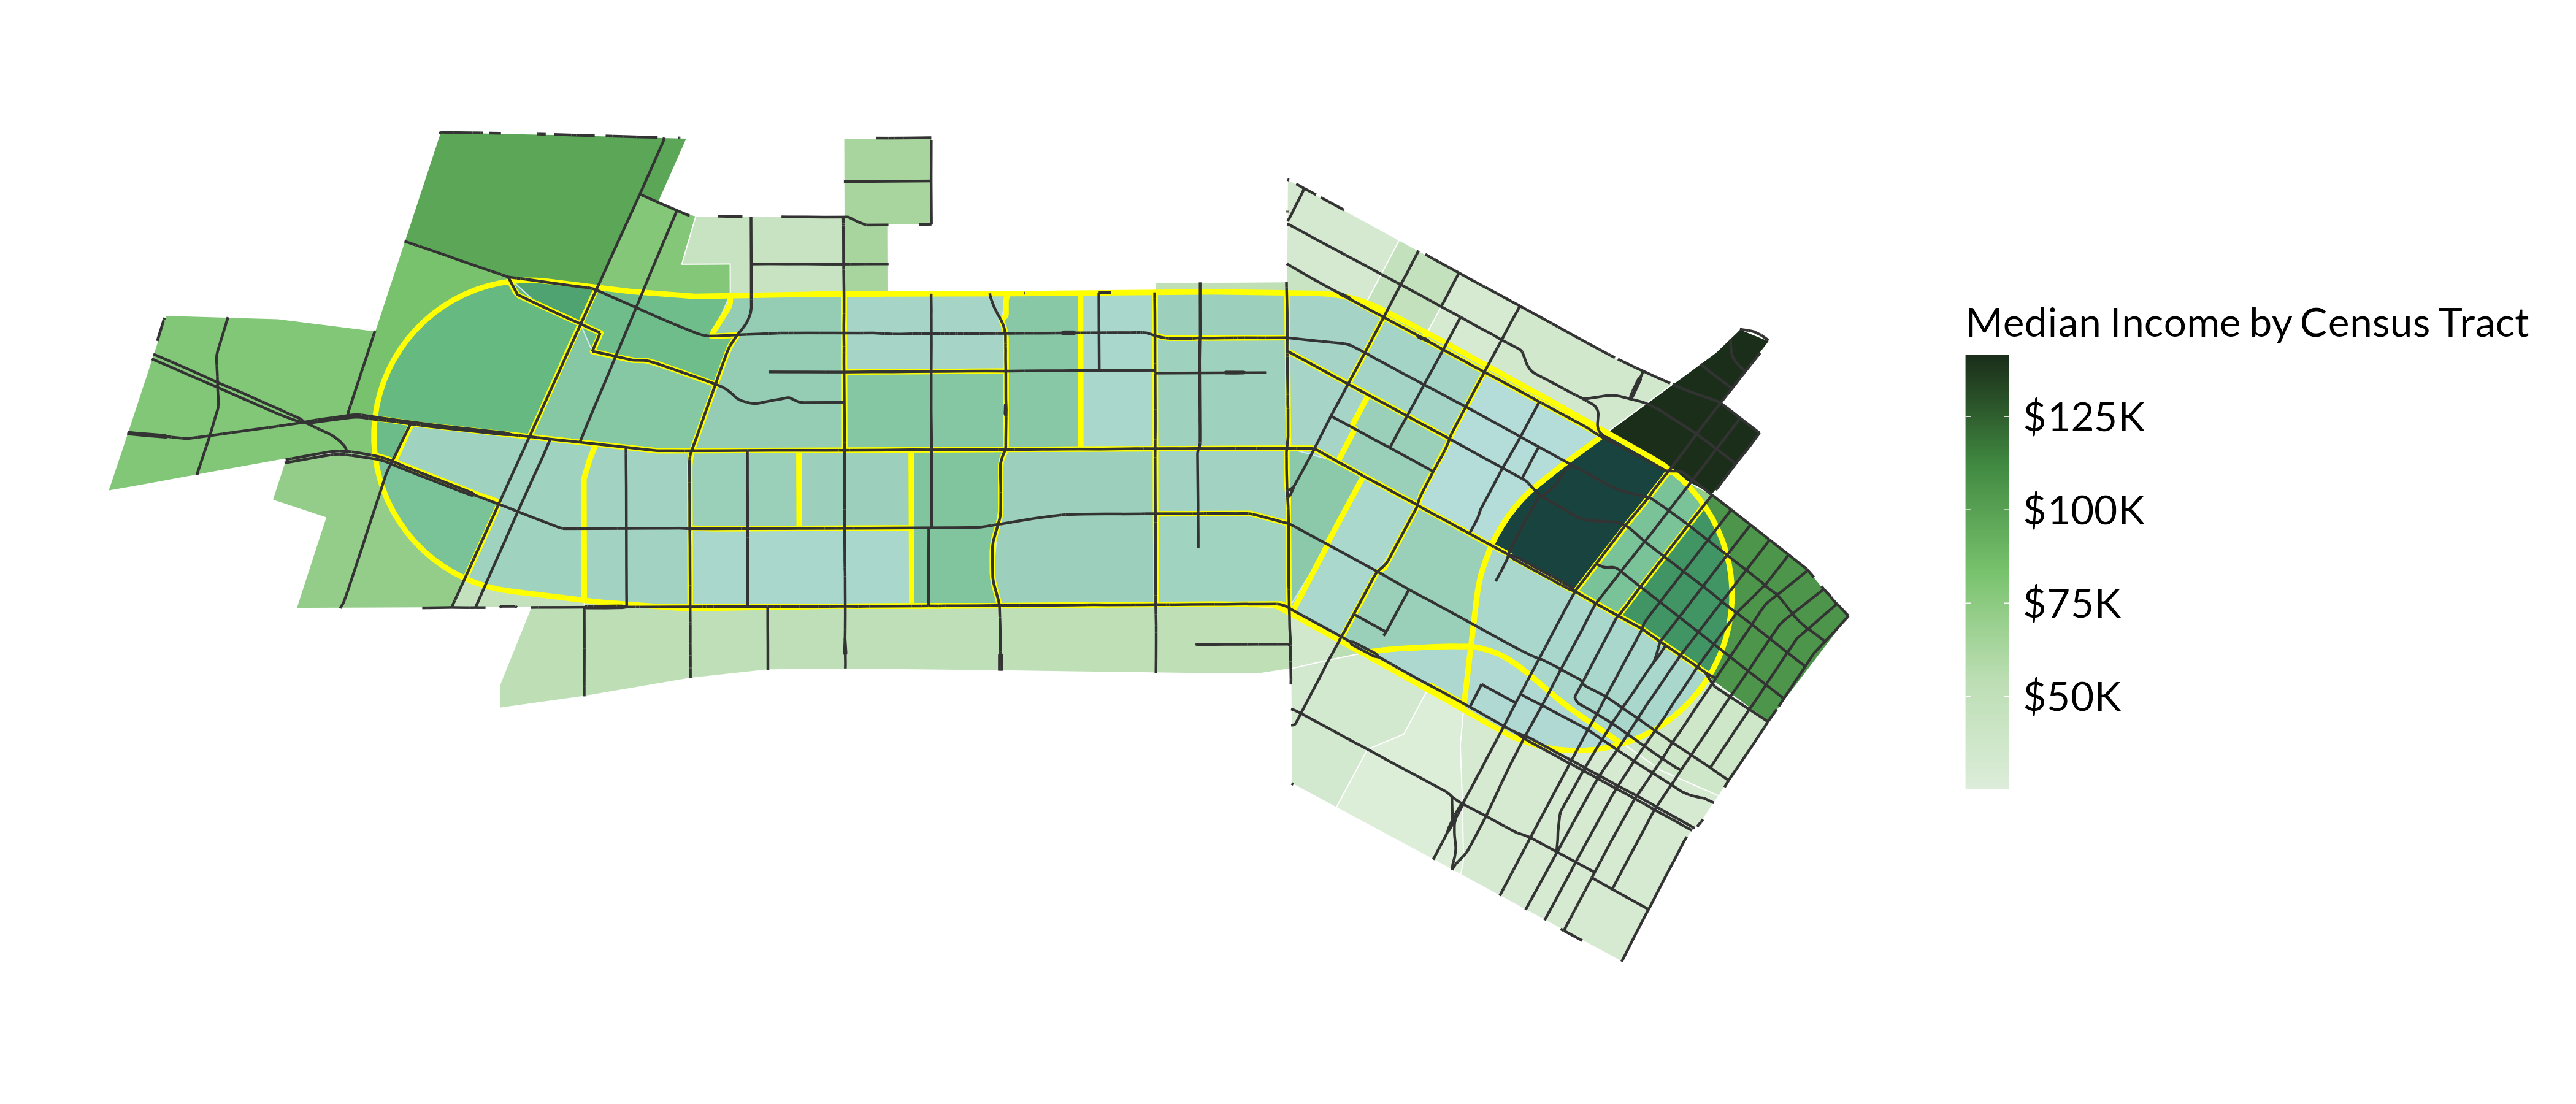 Median Income by Census Tract
$125K
$100K
$75K
$50K